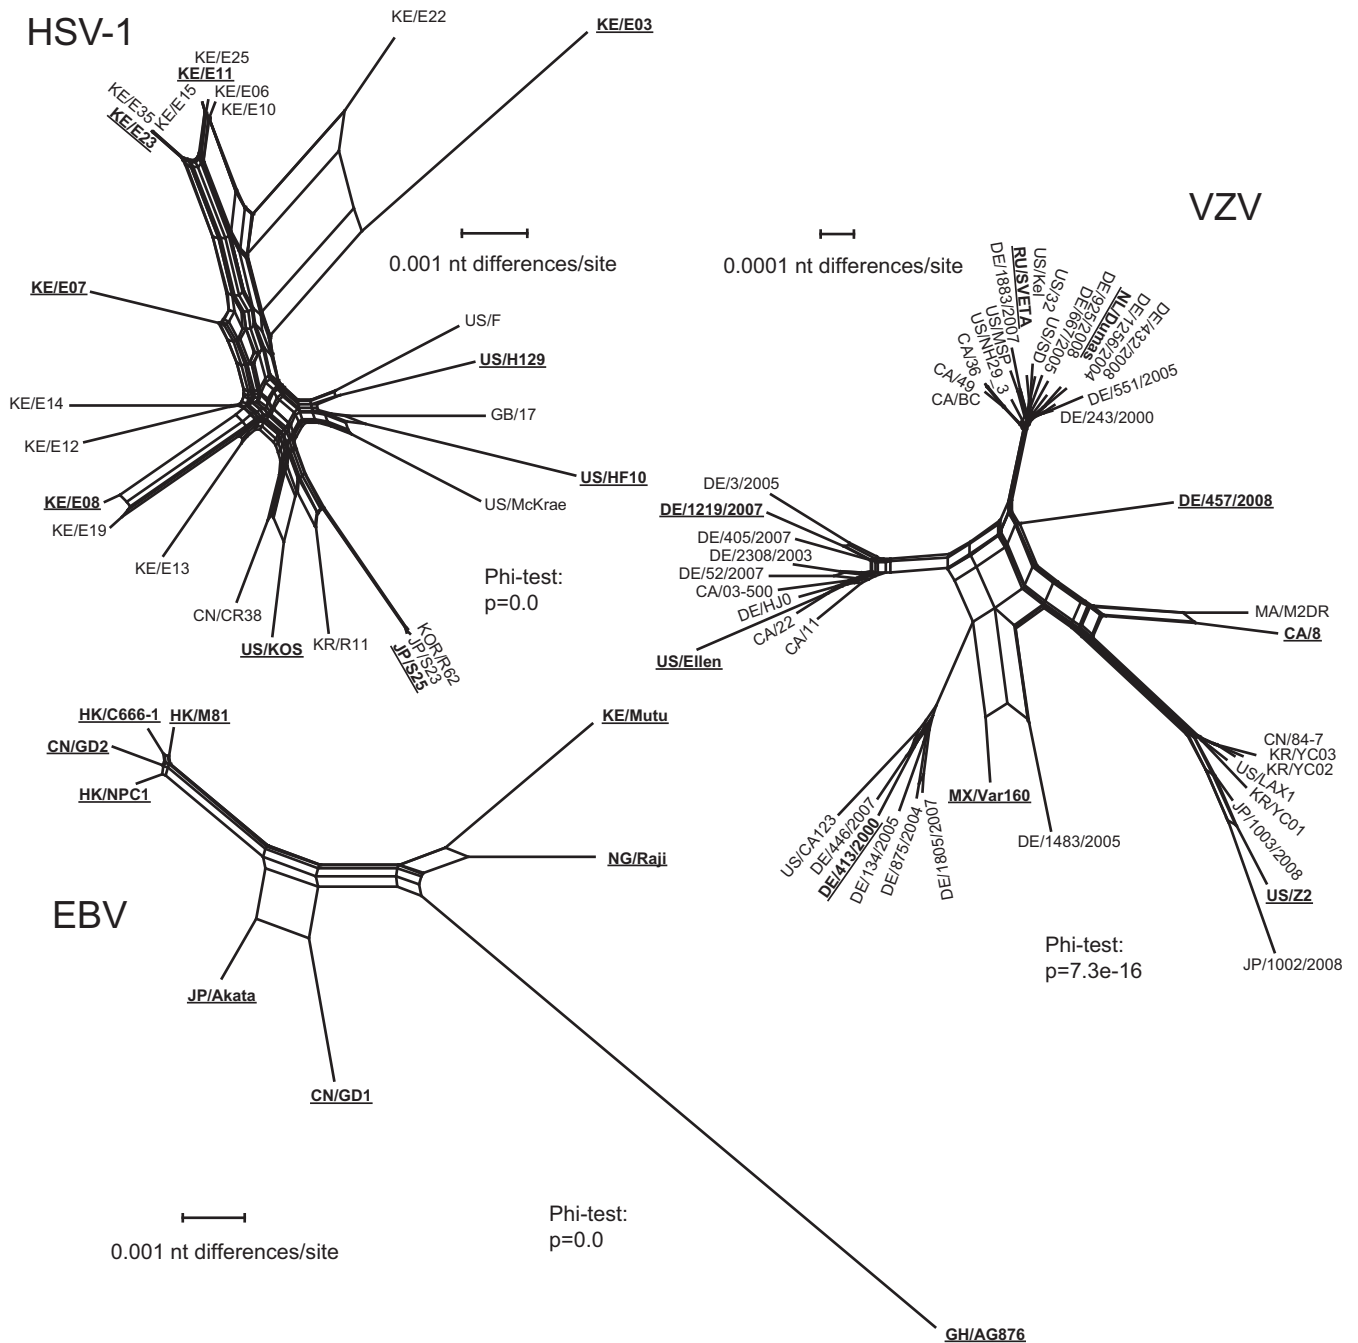 HSV-1
KE/E22
KE/E03
KE/E25
KE/E11
KE/E06
KE/E10
KE/E15
KE/E35
KE/E23
0.001 nt differences/site
KE/E07
US/F
US/H129
KE/E14
GB/17
KE/E12
US/HF10
KE/E08
US/McKrae
KE/E19
KE/E13
Phi-test:
p=0.0
CN/CR38
US/KOS
KR/R11
KOR/R62
JP/S23
JP/S25
VZV
0.0001 nt differences/site
CA/BC
CA/49
CA/36
US/NH29_3
US/MSP
DE/1883/2007
RU/SVETA
US/Kel
US/32
US/SD
DE/667/2005
DE/925/2008
NL/Dumas
DE/1256/2004
DE/432/2008
DE/551/2005
DE/243/2000
DE/3/2005
DE/1219/2007
DE/457/2008
DE/405/2007
DE/2308/2003
DE/52/2007
CA/03-500
DE/HJ0
CA/22
CA/11
US/Ellen
MA/M2DR
CA/8
CN/84-7
KR/YC03
KR/YC02
US/LAX1
KR/YC01
JP/1003/2008
US/Z2
JP/1002/2008
MX/Var160
DE/1483/2005
US/CA123
DE/446/2007
DE/413/2000
DE/134/2005
DE/875/2004
DE/1805/2007
Phi-test:
p=7.3e-16
HK/C666-1
HK/M81
CN/GD2
HK/NPC1
KE/Mutu
NG/Raji
EBV
JP/Akata
CN/GD1
0.001 nt differences/site
Phi-test:
p=0.0
GH/AG876